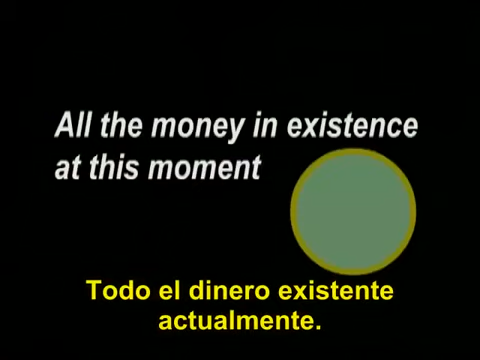 All the money in existence
at this moment
Todo el dinero existente
actualmente.